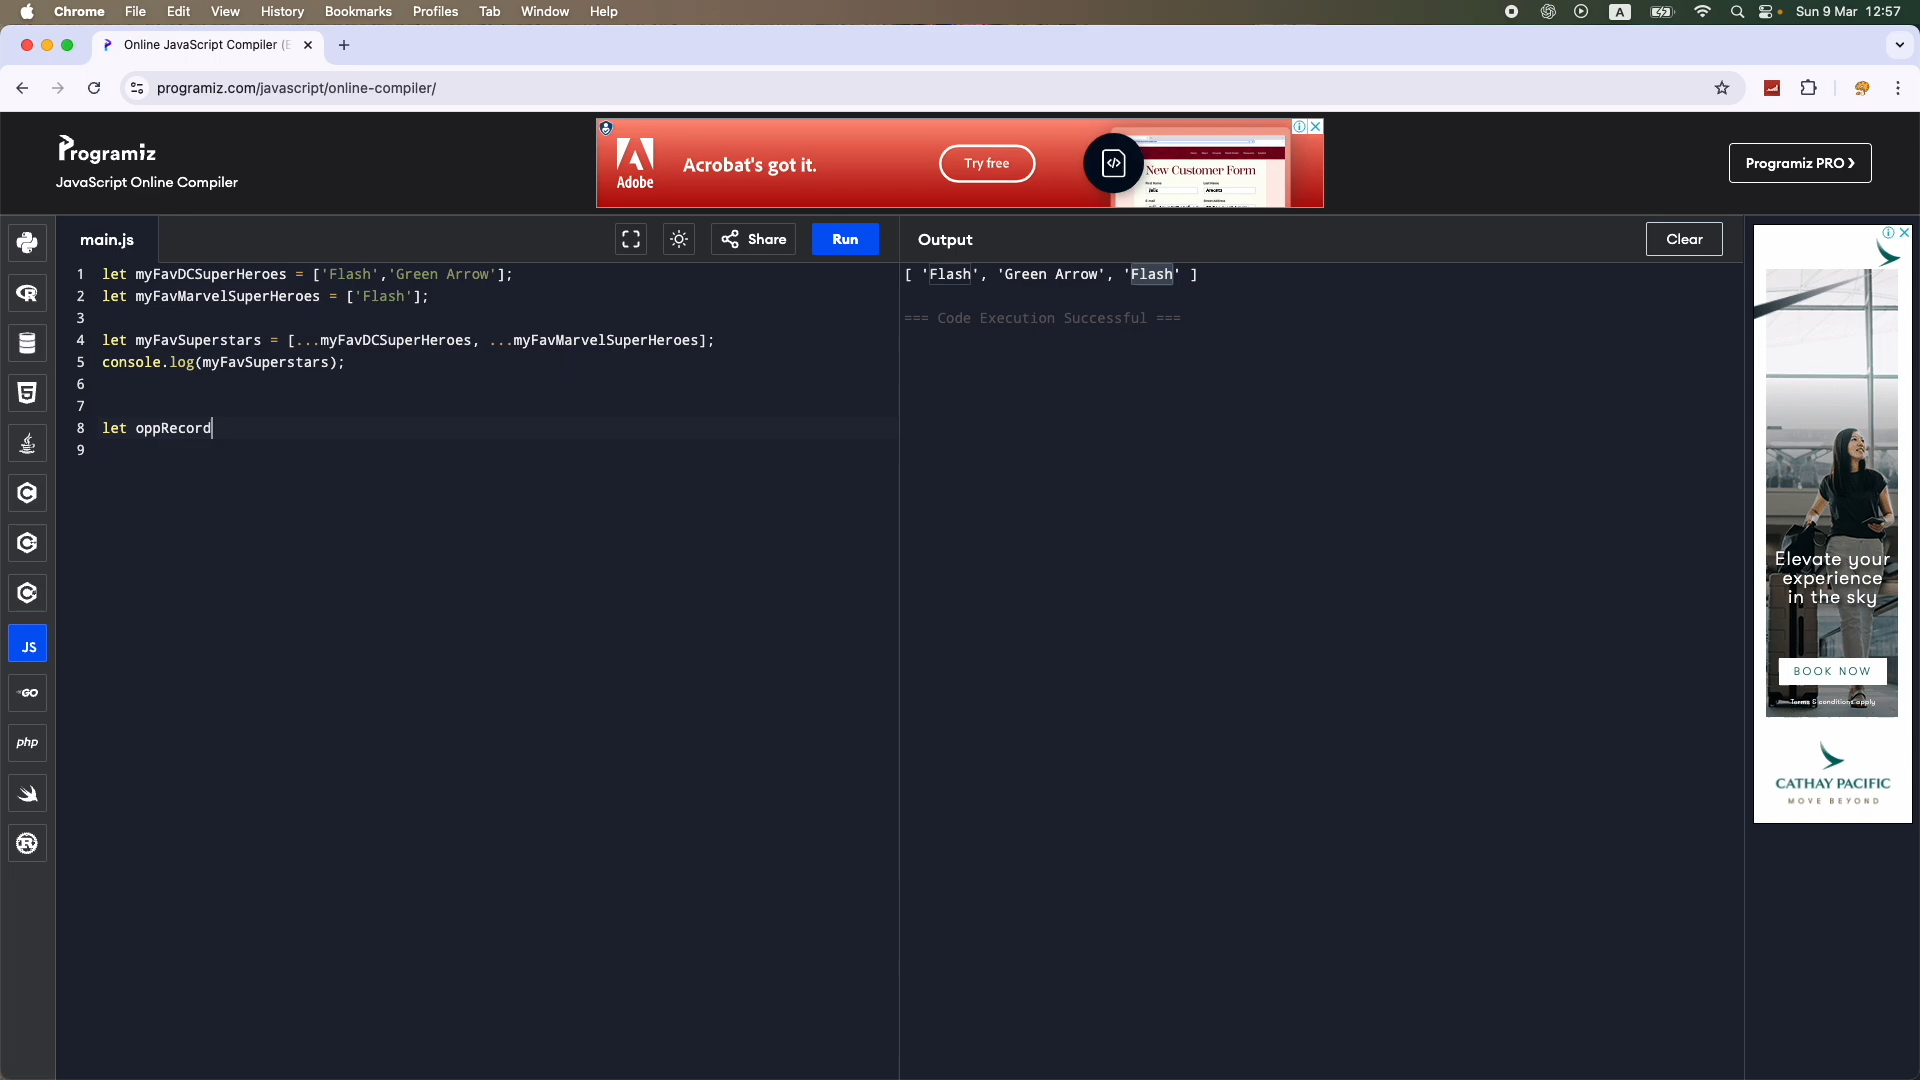 Chrome File Edit View History Bookmarks Profiles Tab Window Help A Sun 9 Mar 12:57
Online JavaScript Compiler (E
programiz.com/javascript/online-compiler/
Programiz
JavaScript Online Compiler
Adobe
Acrobat's got it.
Try free
New Customer Form
Programiz PRO
main.js
Share
Run
Output
Clear
1 let myFavDCSuperHeroes = ['Flash','Green Arrow'];
2 let myFavMarvelSuperHeroes = ['Flash'];
3
4 let myFavSuperstars = [...myFavDCSuperHeroes, ...myFavMarvelSuperHeroes];
5 console.log(myFavSuperstars);
6
7
8 let oppRecord
9
[ 'Flash', 'Green Arrow', 'Flash' ]
=== Code Execution Successful ===
JS
GO
php
Elevate your
experience
in the sky
BOOK NOW
Terms & conditions apply
CATHAY PACIFIC
MOVE BEYOND